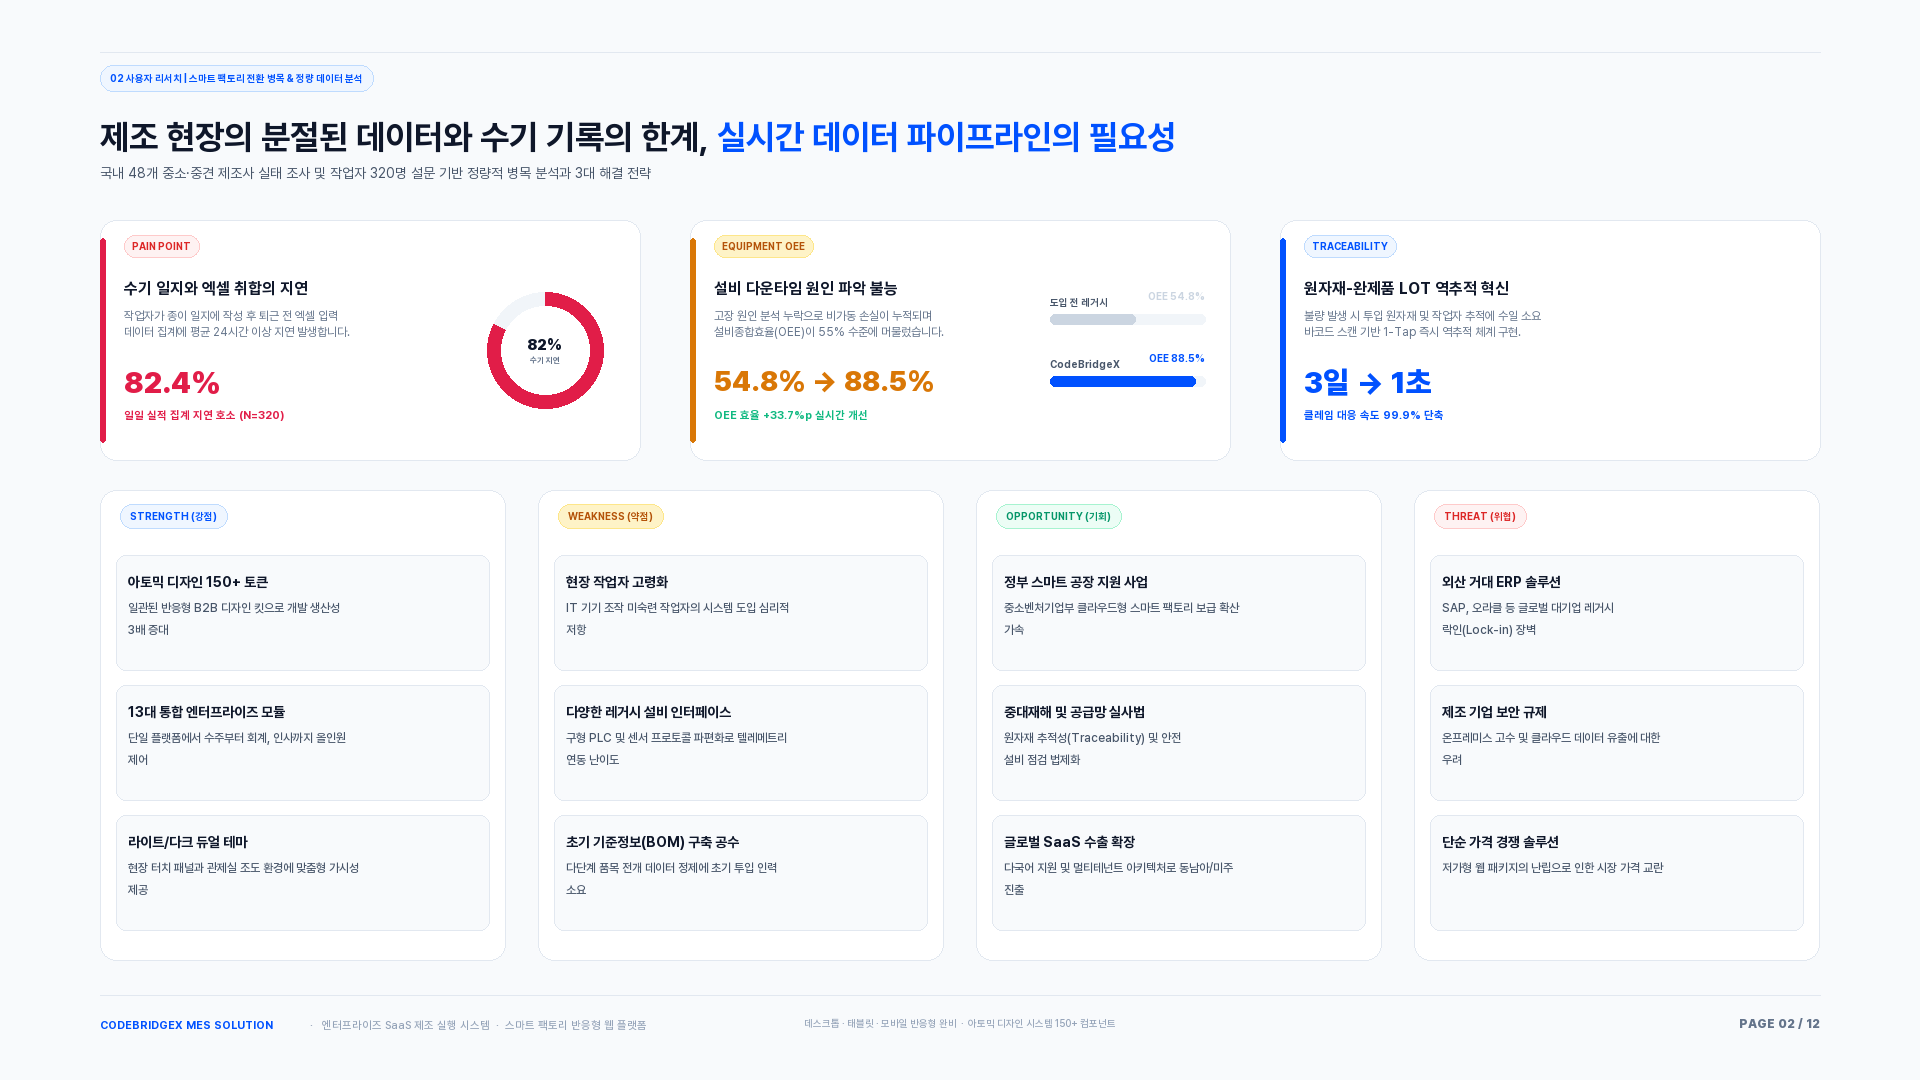 02 사용자 리서치 | 스마트 팩토리 전환 병목 & 정량 데이터 분석
제조 현장의 분절된 데이터와 수기 기록의 한계, 실시간 데이터 파이프라인의 필요성
국내 48개 중소·중견 제조사 실태 조사 및 작업자 320명 설문 기반 정량적 병목 분석과 3대 해결 전략
PAIN POINT
수기 일지와 엑셀 취합의 지연
작업자가 종이 일지에 작성 후 퇴근 전 엑셀 입력
데이터 집계에 평균 24시간 이상 지연 발생합니다.
82.4%
일일 실적 집계 지연 호소 (N=320)
82%
수기 지연
EQUIPMENT OEE
설비 다운타임 원인 파악 불능
고장 원인 분석 누락으로 비가동 손실이 누적되며
설비종합효율(OEE)이 55% 수준에 머물렀습니다.
54.8% → 88.5%
OEE 효율 +33.7%p 실시간 개선
도입 전 레거시
OEE 54.8%
CodeBridgeX
OEE 88.5%
TRACEABILITY
원자재-완제품 LOT 역추적 혁신
불량 발생 시 투입 원자재 및 작업자 추적에 수일 소요
바코드 스캔 기반 1-Tap 즉시 역추적 체계 구현.
3일 → 1초
클레임 대응 속도 99.9% 단축
STRENGTH (강점)
아토믹 디자인 150+ 토큰
일관된 반응형 B2B 디자인 킷으로 개발 생산성
3배 증대
13대 통합 엔터프라이즈 모듈
단일 플랫폼에서 수주부터 회계, 인사까지 올인원
제어
라이트/다크 듀얼 테마
현장 터치 패널과 관제실 조도 환경에 맞춤형 가시성
제공
WEAKNESS (약점)
현장 작업자 고령화
IT 기기 조작 미숙련 작업자의 시스템 도입 심리적
저항
다양한 레거시 설비 인터페이스
구형 PLC 및 센서 프로토콜 파편화로 텔레메트리
연동 난이도
초기 기준정보(BOM) 구축 공수
다단계 품목 전개 데이터 정제에 초기 투입 인력
소요
OPPORTUNITY (기회)
정부 스마트 공장 지원 사업
중소벤처기업부 클라우드형 스마트 팩토리 보급 확산
가속
중대재해 및 공급망 실사법
원자재 추적성(Traceability) 및 안전
설비 점검 법제화
글로벌 SaaS 수출 확장
다국어 지원 및 멀티테넌트 아키텍처로 동남아/미주
진출
THREAT (위협)
외산 거대 ERP 솔루션
SAP, 오라클 등 글로벌 대기업 레거시
락인(Lock-in) 장벽
제조 기업 보안 규제
온프레미스 고수 및 클라우드 데이터 유출에 대한
우려
단순 가격 경쟁 솔루션
저가형 웹 패키지의 난립으로 인한 시장 가격 교란
CODEBRIDGEX MES SOLUTION · 엔터프라이즈 SaaS 제조 실행 시스템 · 스마트 팩토리 반응형 웹 플랫폼
데스크톱 · 태블릿 · 모바일 반응형 완비 · 아토믹 디자인 시스템 150+ 컴포넌트
PAGE 02 / 12